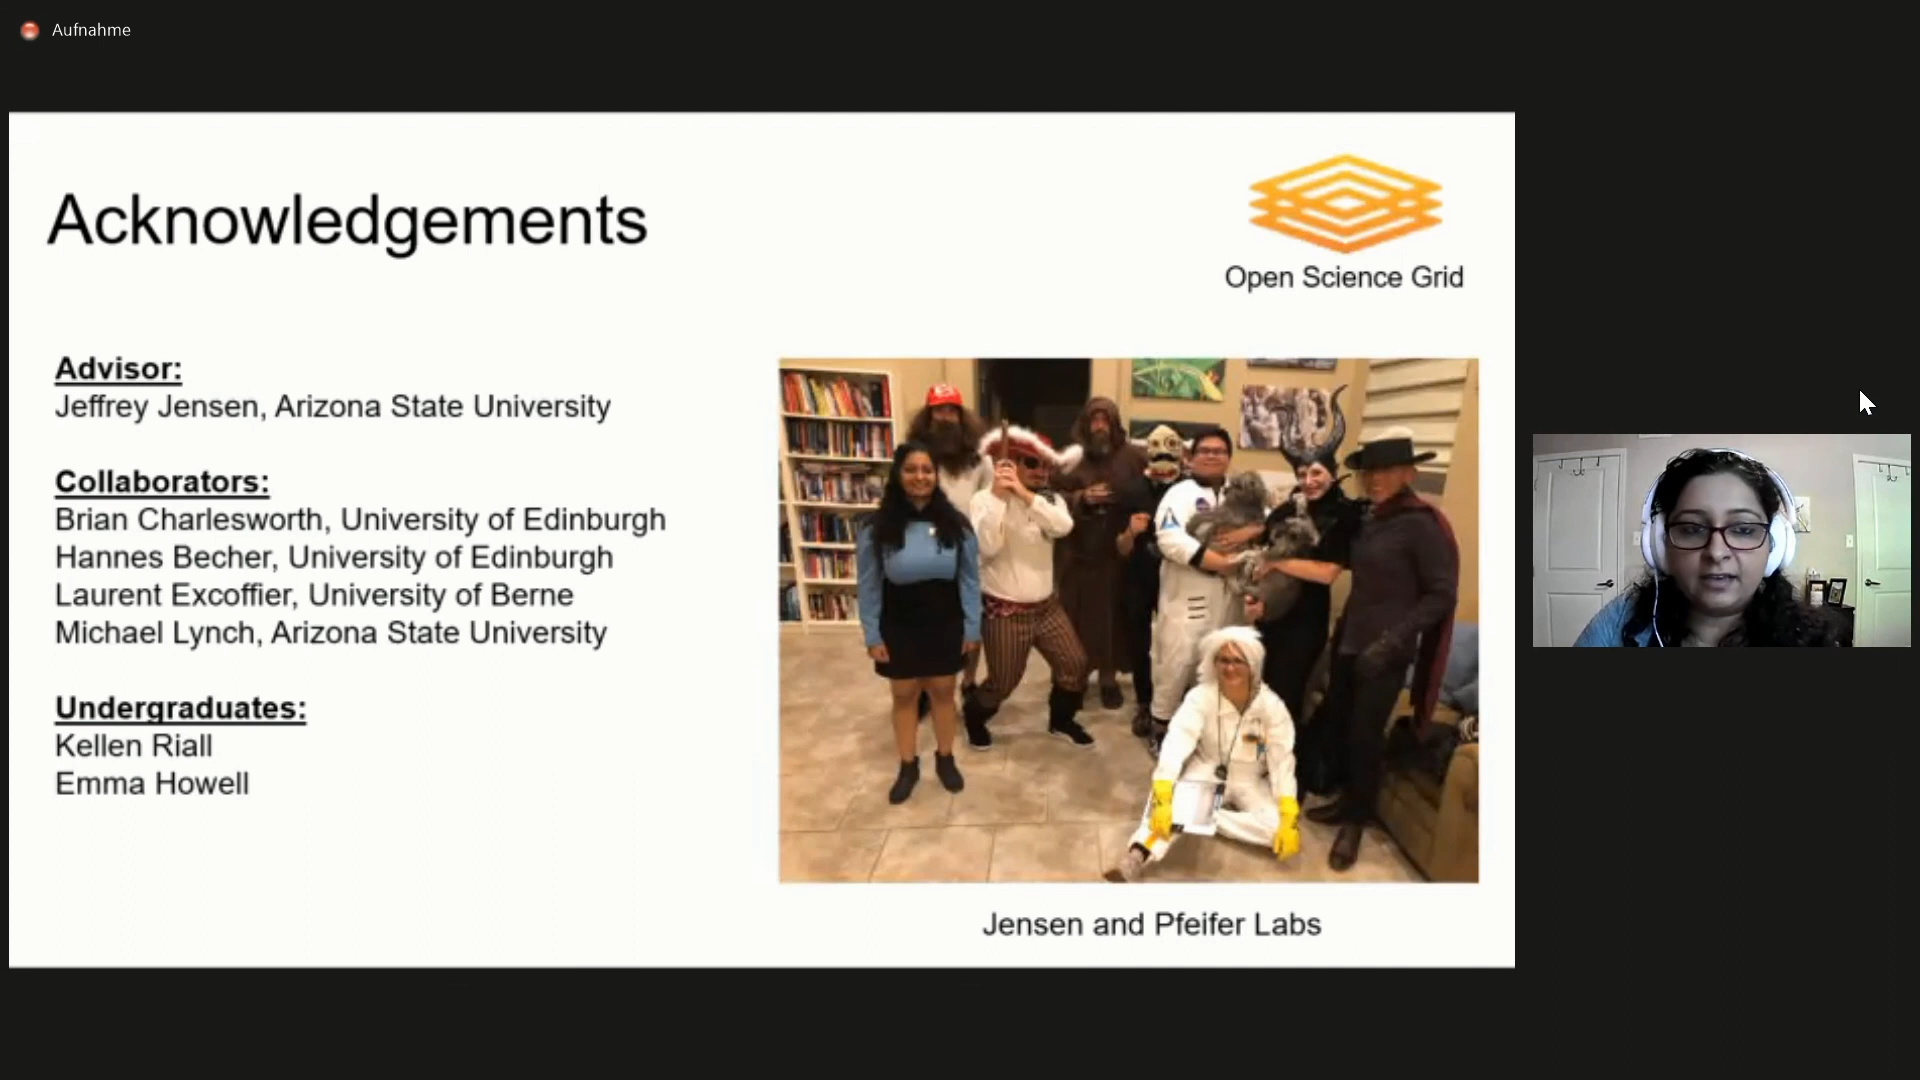 Aufnahme
Acknowledgements
Open Science Grid
Advisor:
Jeffrey Jensen, Arizona State University
Collaborators:
Brian Charlesworth, University of Edinburgh
Hannes Becher, University of Edinburgh
Laurent Excoffier, University of Berne
Michael Lynch, Arizona State University
Undergraduates:
Kellen Riall
Emma Howell
Jensen and Pfeifer Labs